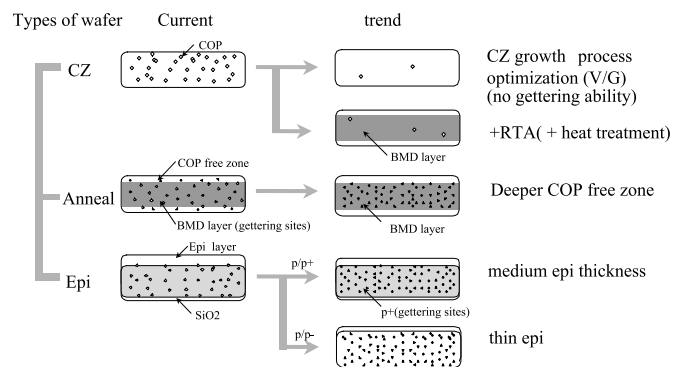 Types of wafer Current trend
COP
CZ
CZ growth process
optimization (V/G)
(no gettering ability)
+RTA( + heat treatment)
BMD layer
COP free zone
Anneal
Deeper COP free zone
BMD layer (gettering sites)
BMD layer
Epi layer
p/p+
medium epi thickness
Epi
SiO2
p+(gettering sites)
p/p-
thin epi